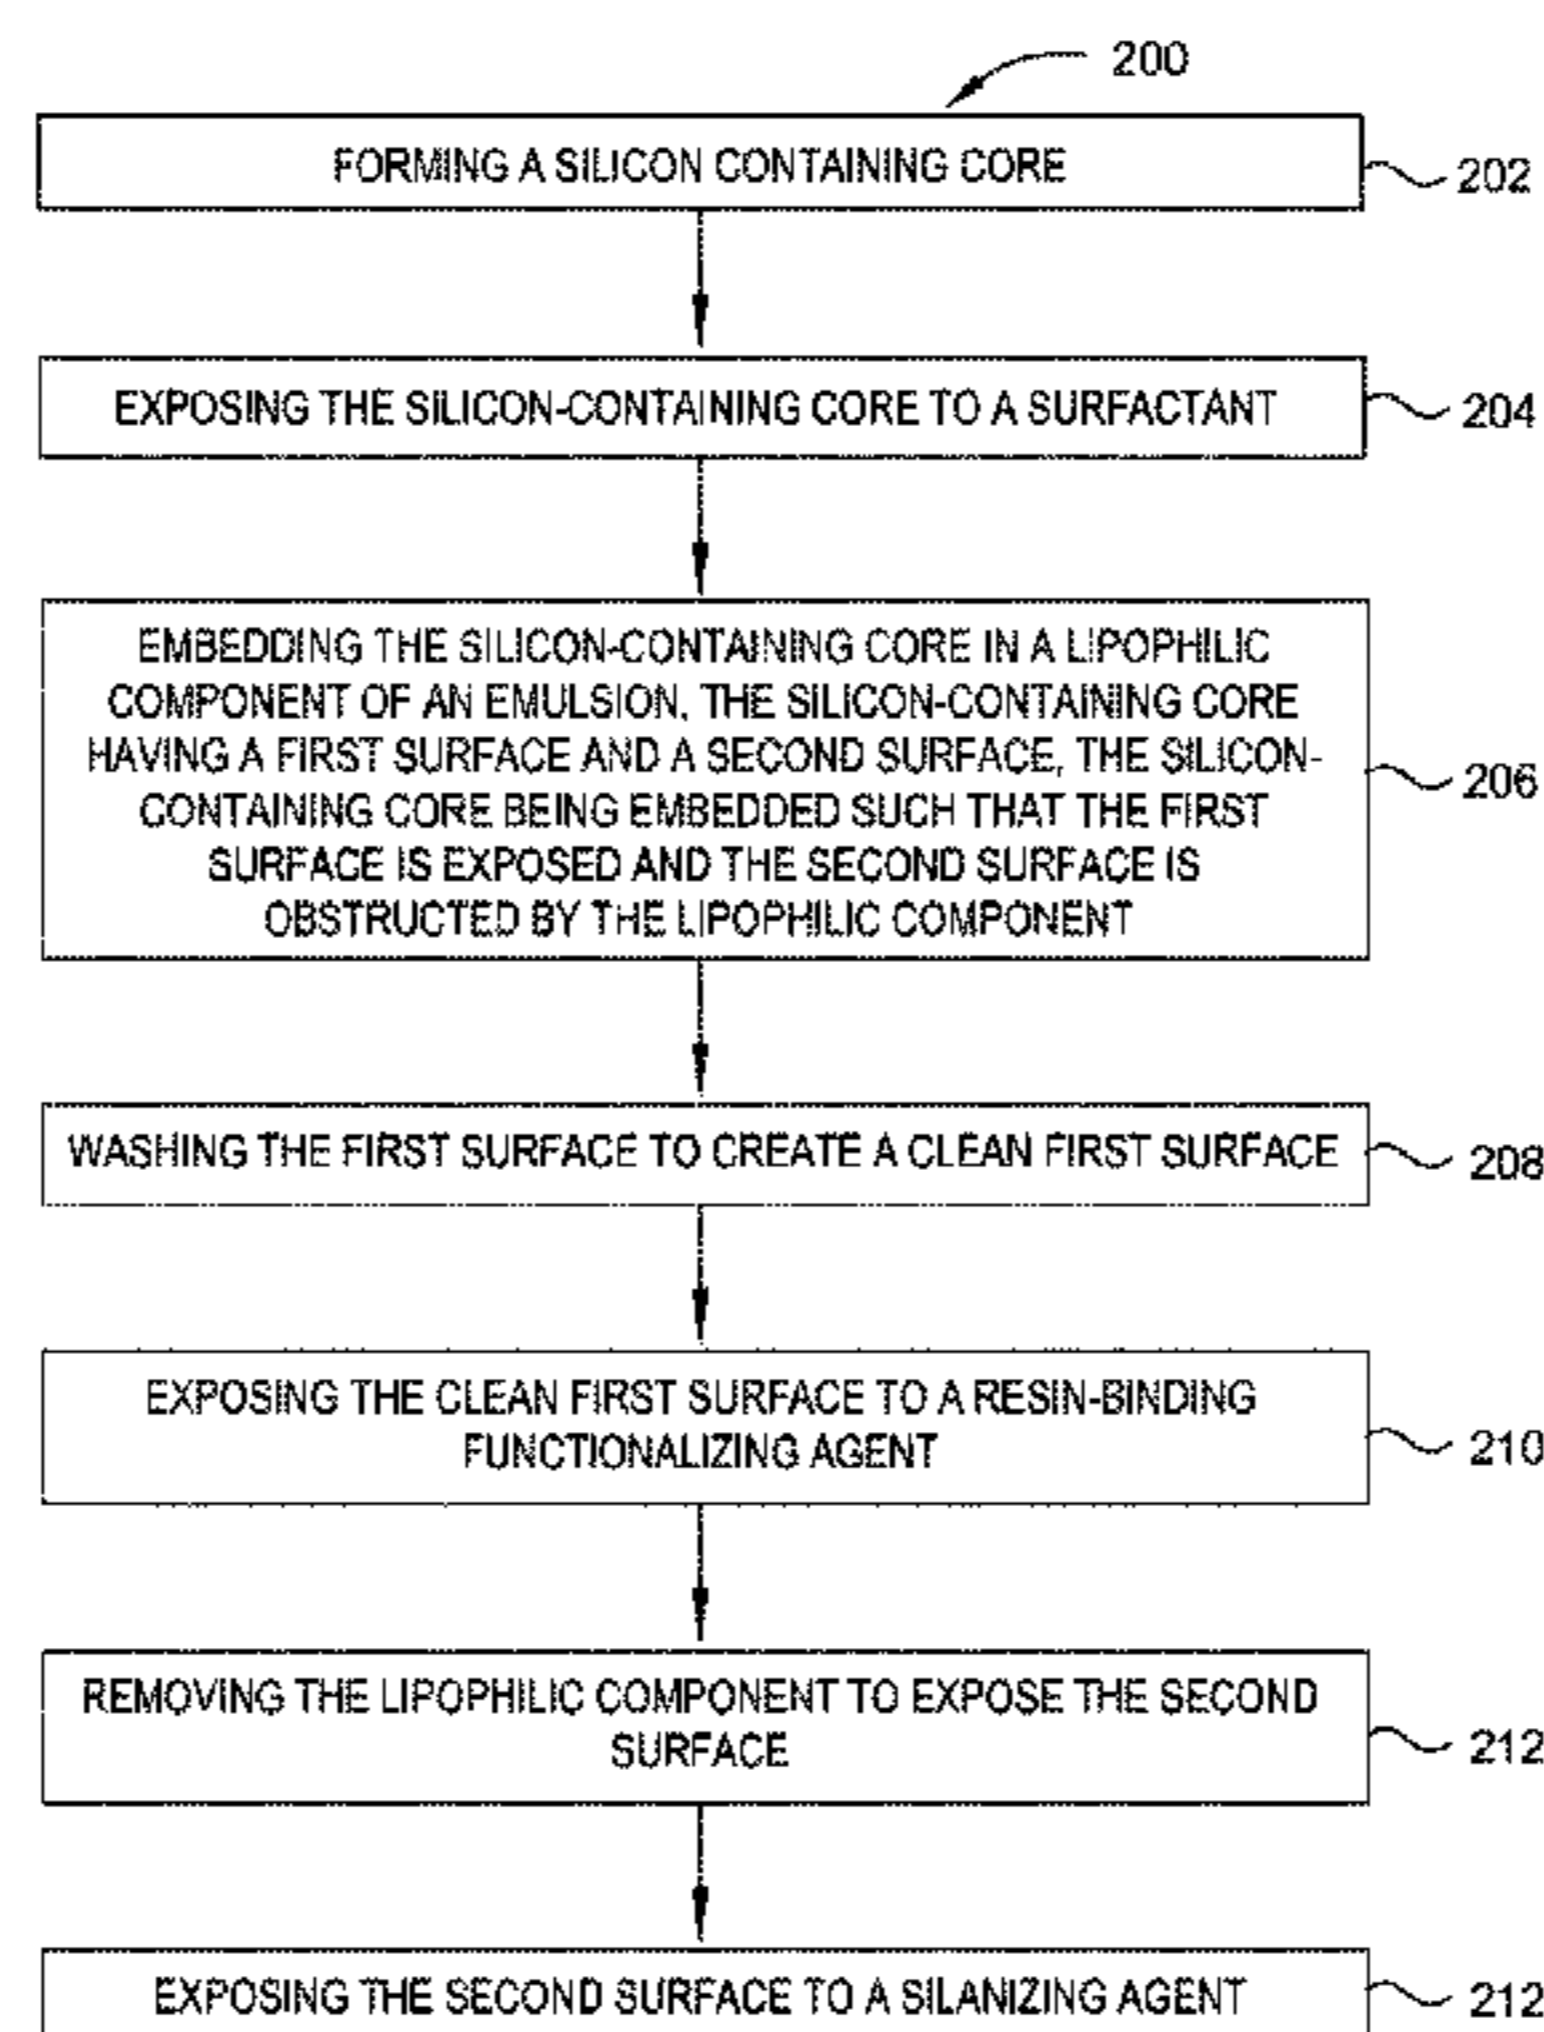 200
FORMING A SILICON CONTAINING CORE
202
EXPOSING THE SILICON-CONTAINING CORE TO A SURFACTANT
204
EMBEDDING THE SILICON-CONTAINING CORE IN A LIPOPHILIC
COMPONENT OF AN EMULSION, THE SILICON-CONTAINING CORE
HAVING A FIRST SURFACE AND A SECOND SURFACE, THE SILICON-
CONTAINING CORE BEING EMBEDDED SUCH THAT THE FIRST
SURFACE IS EXPOSED AND THE SECOND SURFACE IS
OBSTRUCTED BY THE LIPOPHILIC COMPONENT
206
WASHING THE FIRST SURFACE TO CREATE A CLEAN FIRST SURFACE
208
EXPOSING THE CLEAN FIRST SURFACE TO A RESIN-BINDING
FUNCTIONALIZING AGENT
210
REMOVING THE LIPOPHILIC COMPONENT TO EXPOSE THE SECOND
SURFACE
212
EXPOSING THE SECOND SURFACE TO A SILANIZING AGENT
212